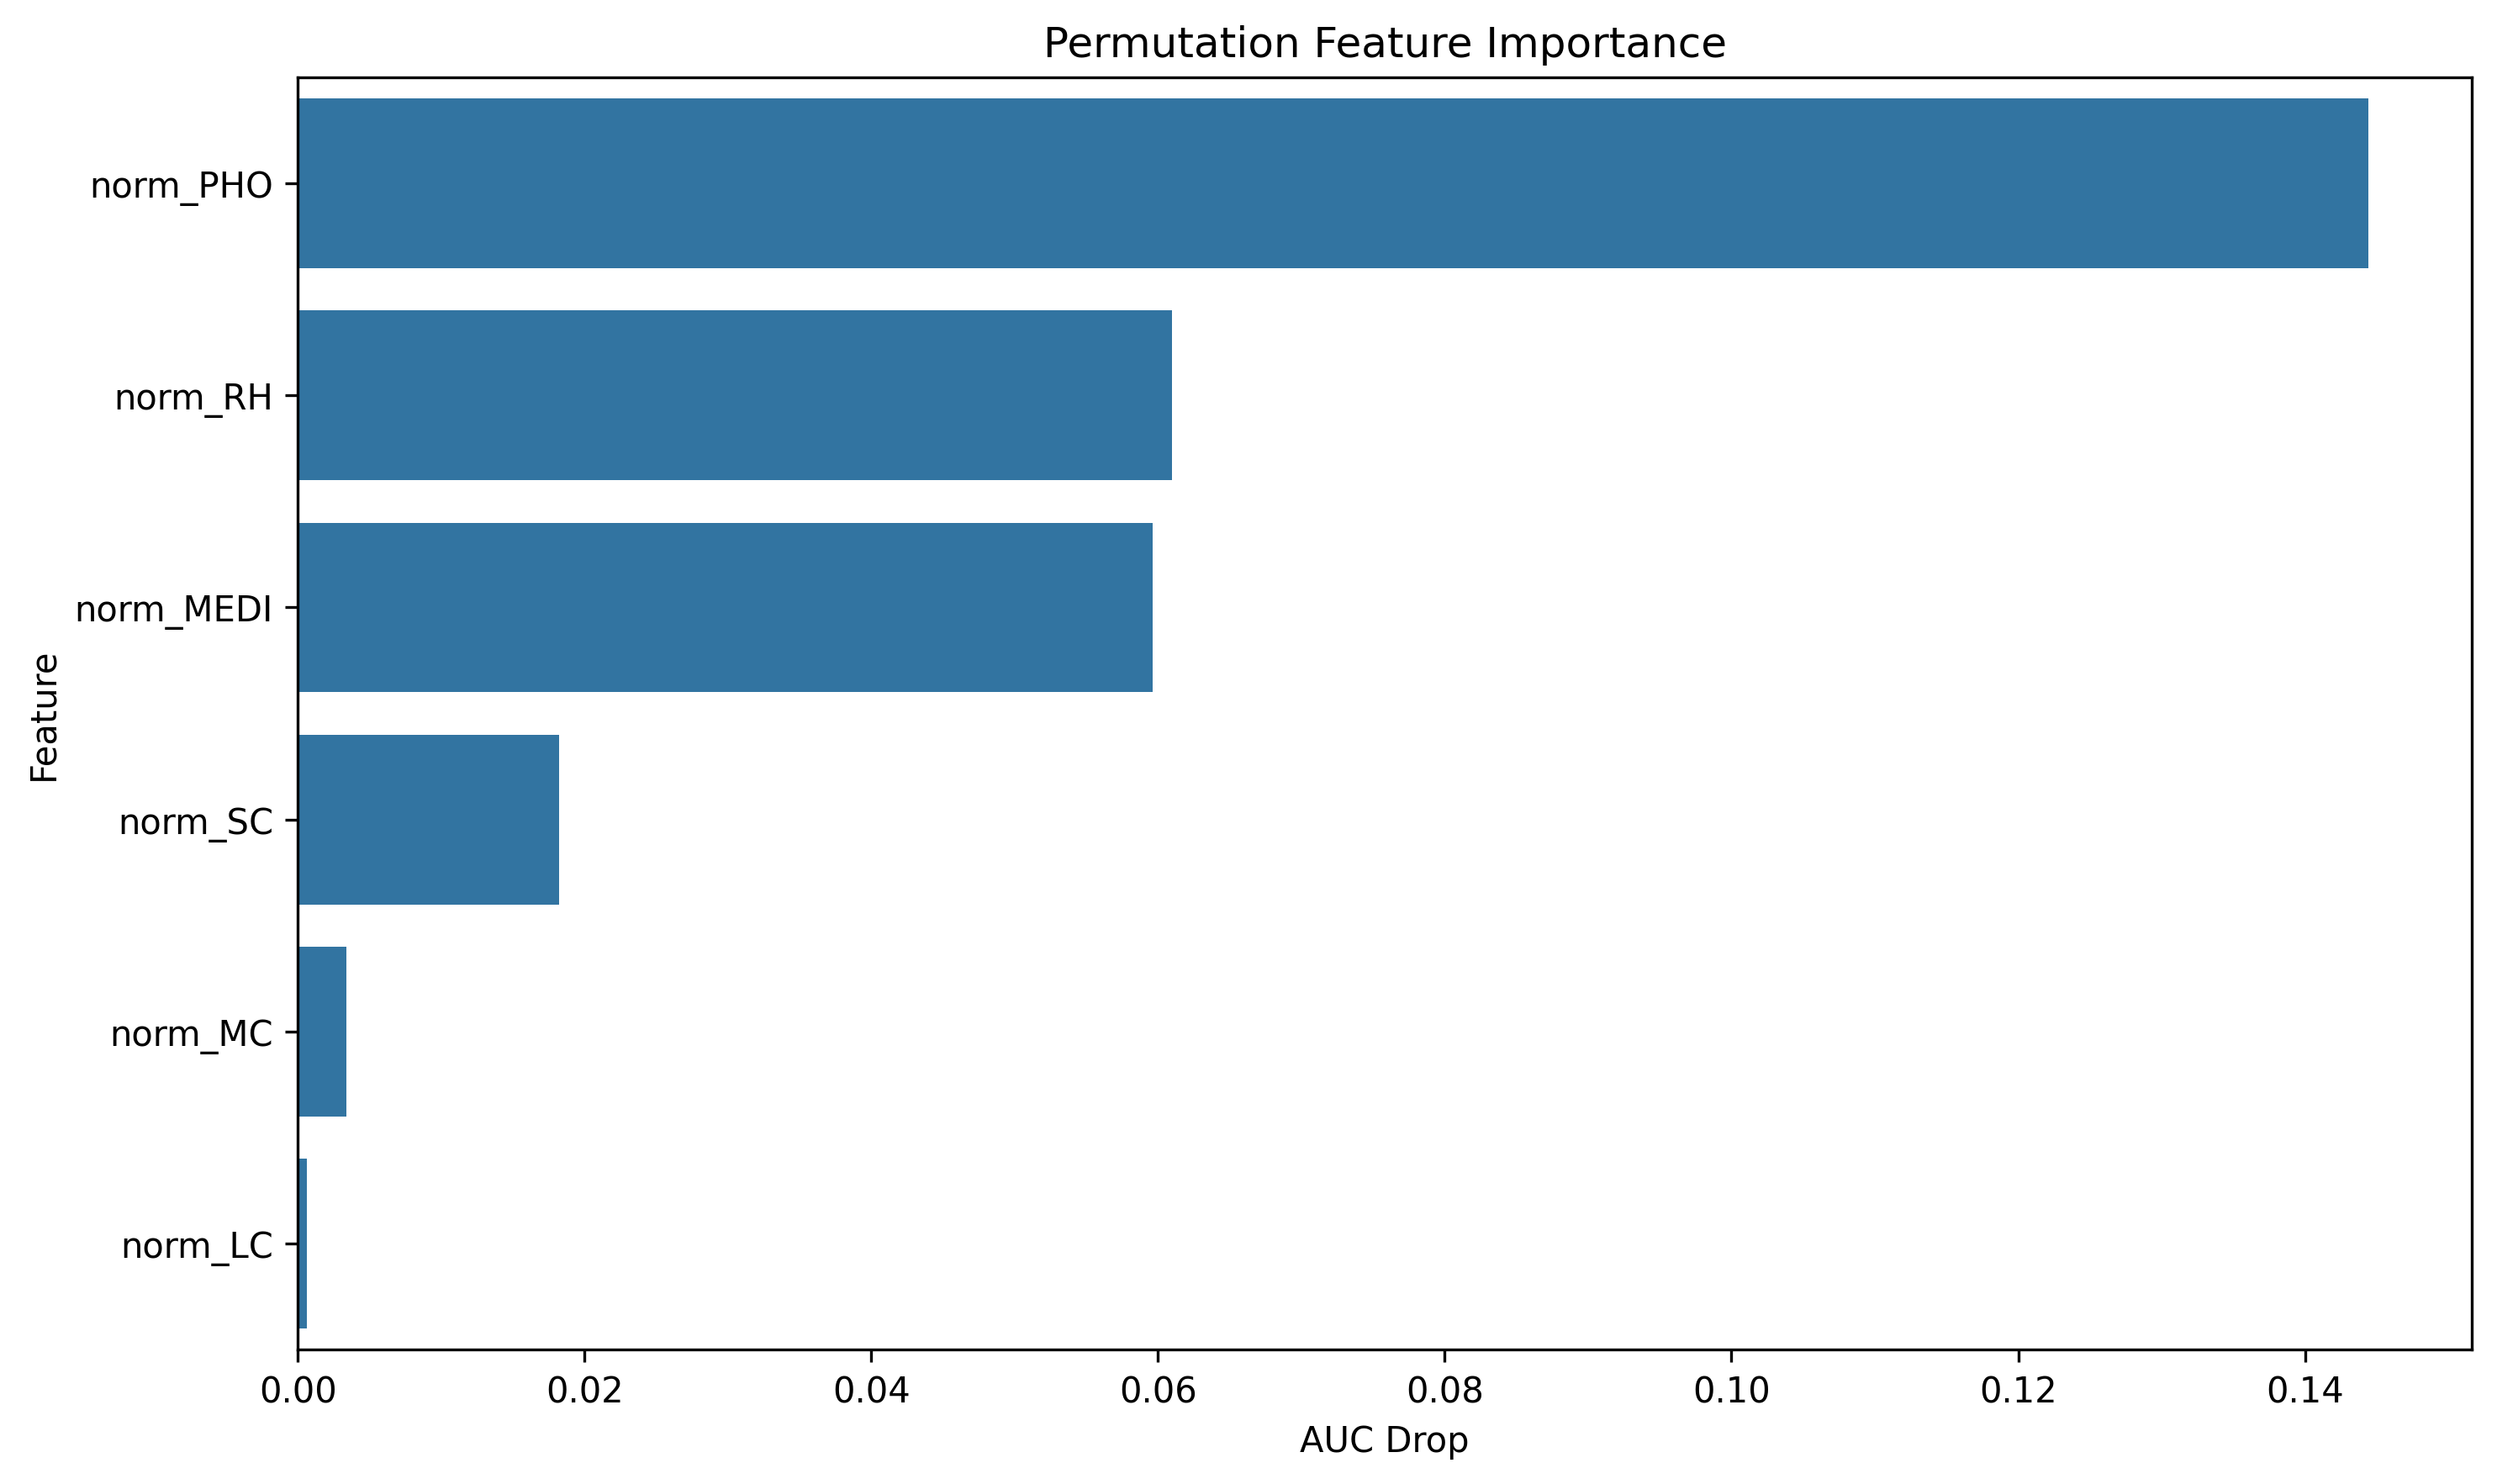 Permutation Feature Importance
norm_PHO
norm_RH
norm_MEDI
norm_SC
norm_MC
norm_LC
Feature
0.00 0.02 0.04 0.06 0.08 0.10 0.12 0.14
AUC Drop